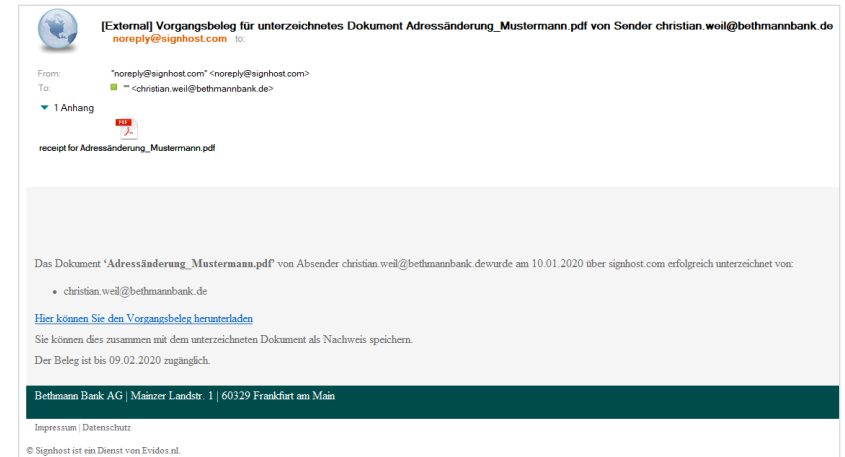 [External] Vorgangsbeleg für unterzeichnetes Dokument Adressänderung_Mustermann.pdf von Sender christian.weil@bethmannbank.de
noreply@signhost.com to:
From: "noreply@signhost.com" <noreply@signhost.com>
To: "" <christian.weil@bethmannbank.de>
1 Anhang
PDF
receipt for Adressänderung_Mustermann.pdf
Das Dokument ‘Adressänderung_Mustermann.pdf’ von Absender christian.weil@bethmannbank.dewurde am 10.01.2020 über signhost.com erfolgreich unterzeichnet von:
• christian.weil@bethmannbank.de
Hier können Sie den Vorgangsbeleg herunterladen
Sie können dies zusammen mit dem unterzeichneten Dokument als Nachweis speichern.
Der Beleg ist bis 09.02.2020 zugänglich.
Bethmann Bank AG | Mainzer Landstr. 1 | 60329 Frankfurt am Main
Impressum | Datenschutz
© Signhost ist ein Dienst von Evidos.nl.